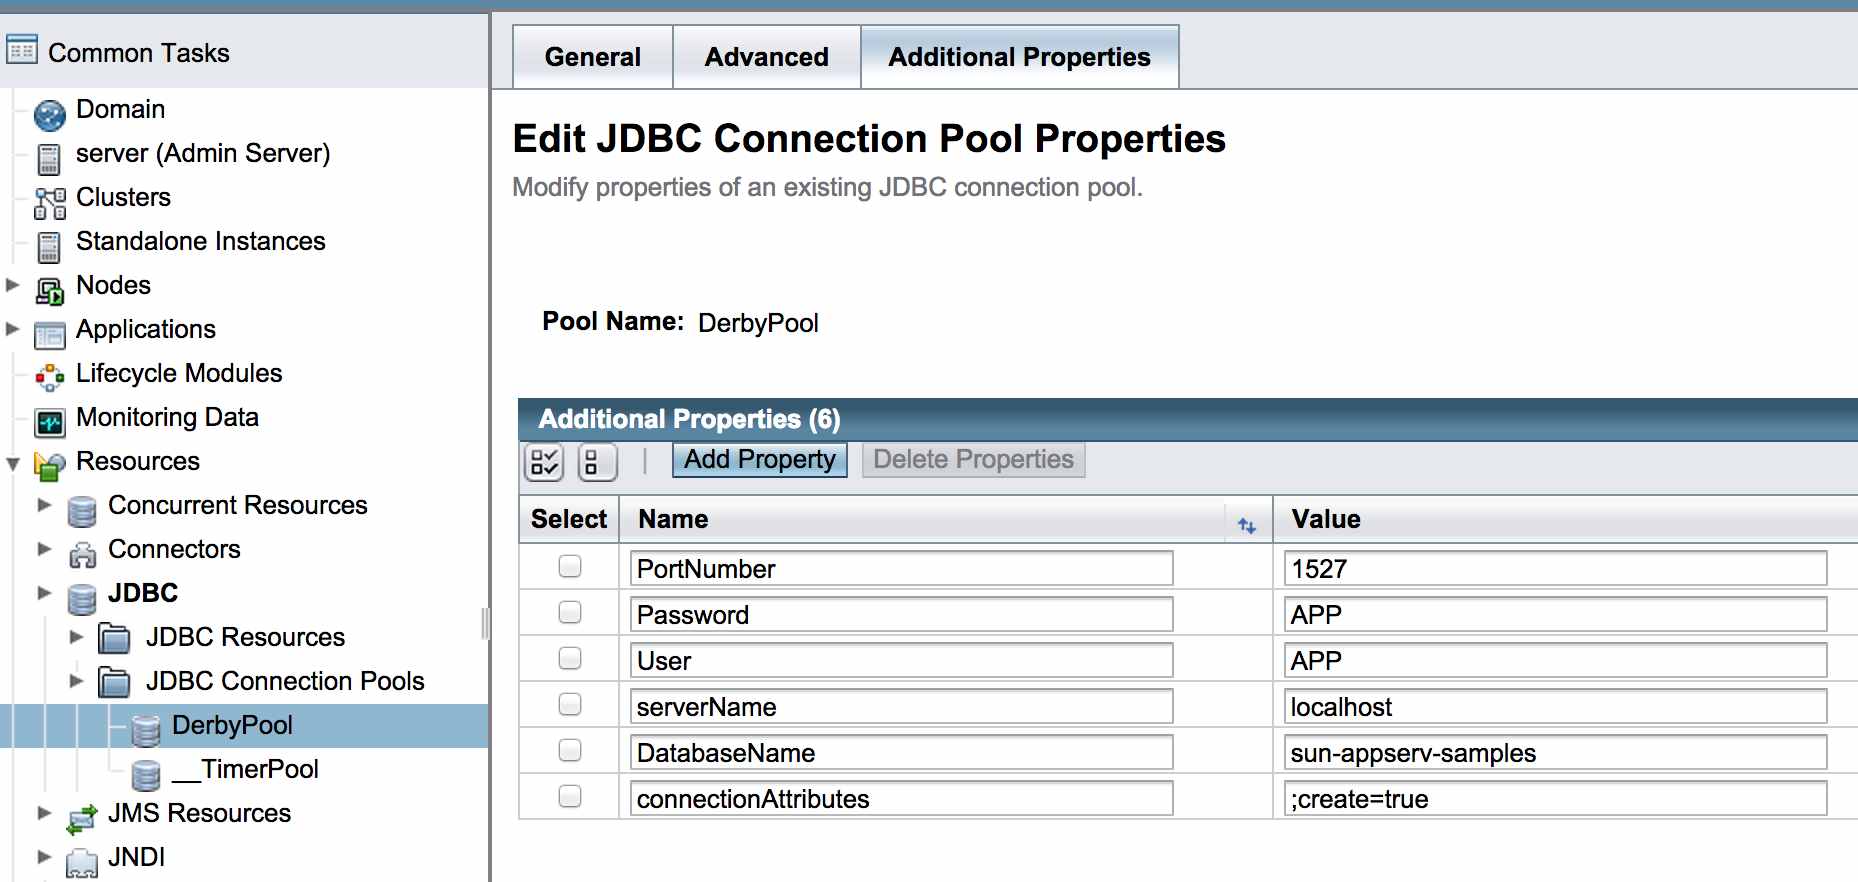 Common Tasks
Domain
server (Admin Server)
Clusters
Standalone Instances
Nodes
Applications
Lifecycle Modules
Monitoring Data
Resources
Concurrent Resources
Connectors
JDBC
JDBC Resources
JDBC Connection Pools
DerbyPool
__TimerPool
JMS Resources
JNDI
General Advanced Additional Properties
Edit JDBC Connection Pool Properties
Modify properties of an existing JDBC connection pool.
Pool Name: DerbyPool
Additional Properties (6)
Add Property Delete Properties
Select Name Value
PortNumber 1527
Password APP
User APP
serverName localhost
DatabaseName sun-appserv-samples
connectionAttributes ;create=true